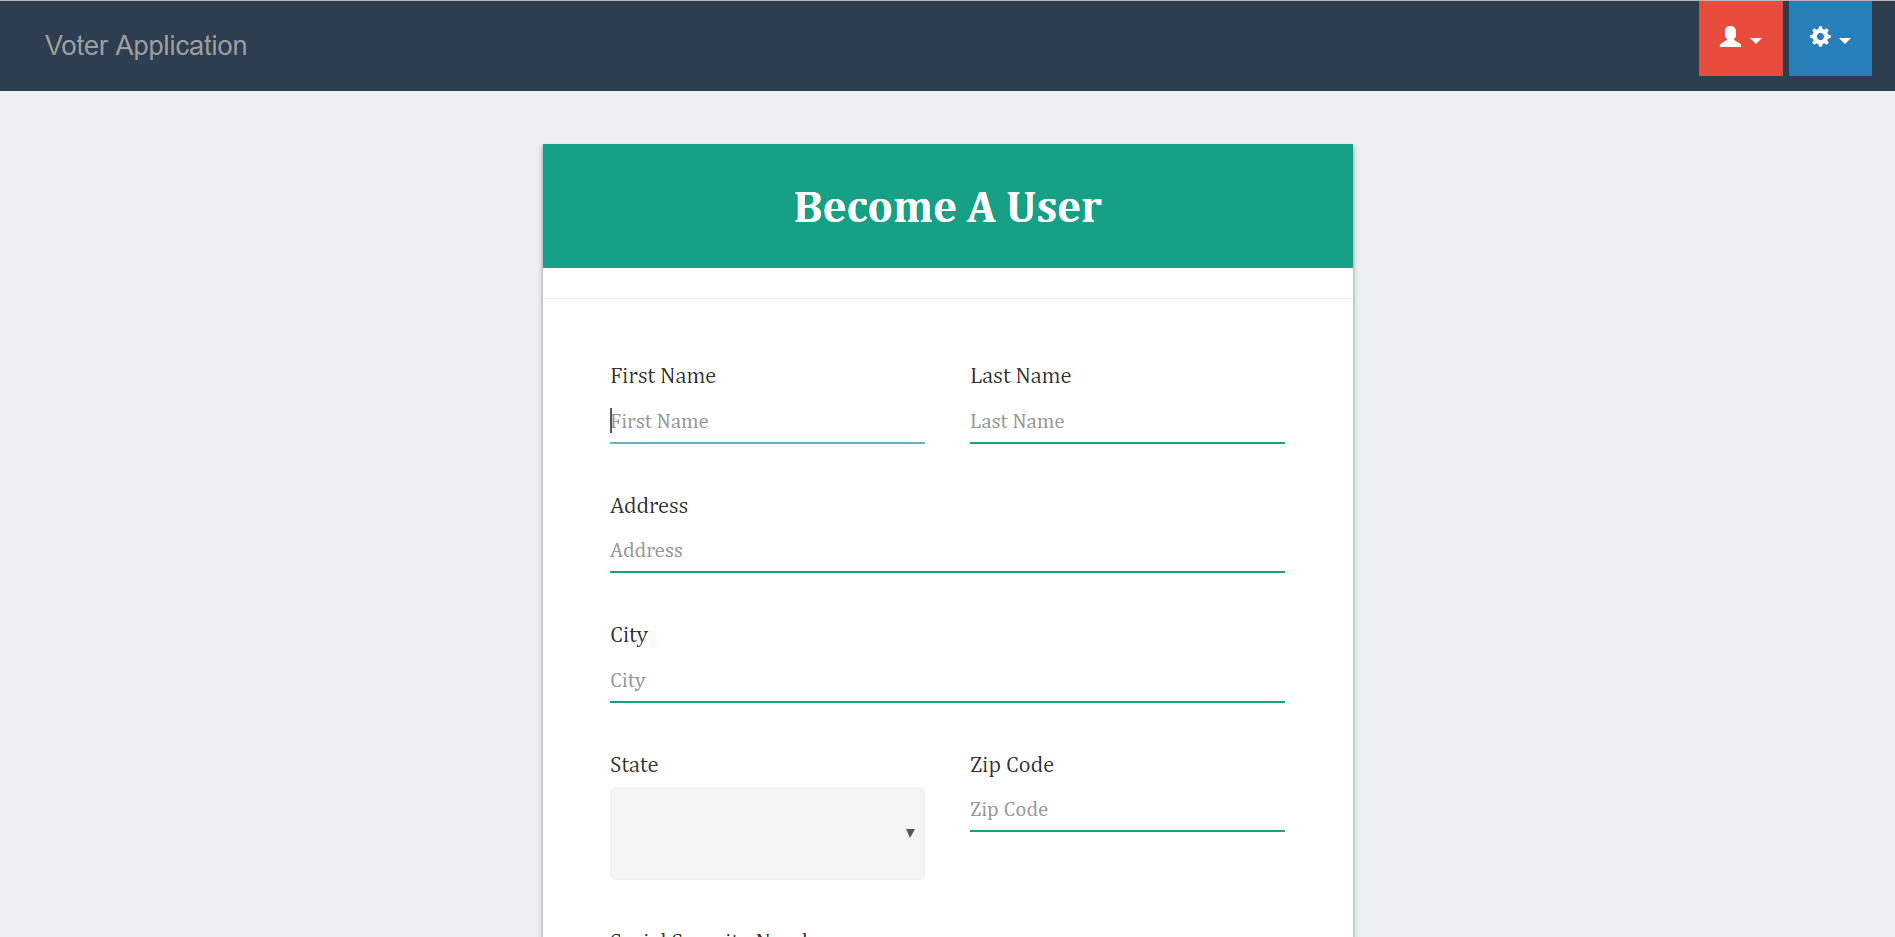 Voter Application
Become A User
First Name
Last Name
First Name
Last Name
Address
Address
City
City
State
Zip Code
Zip Code